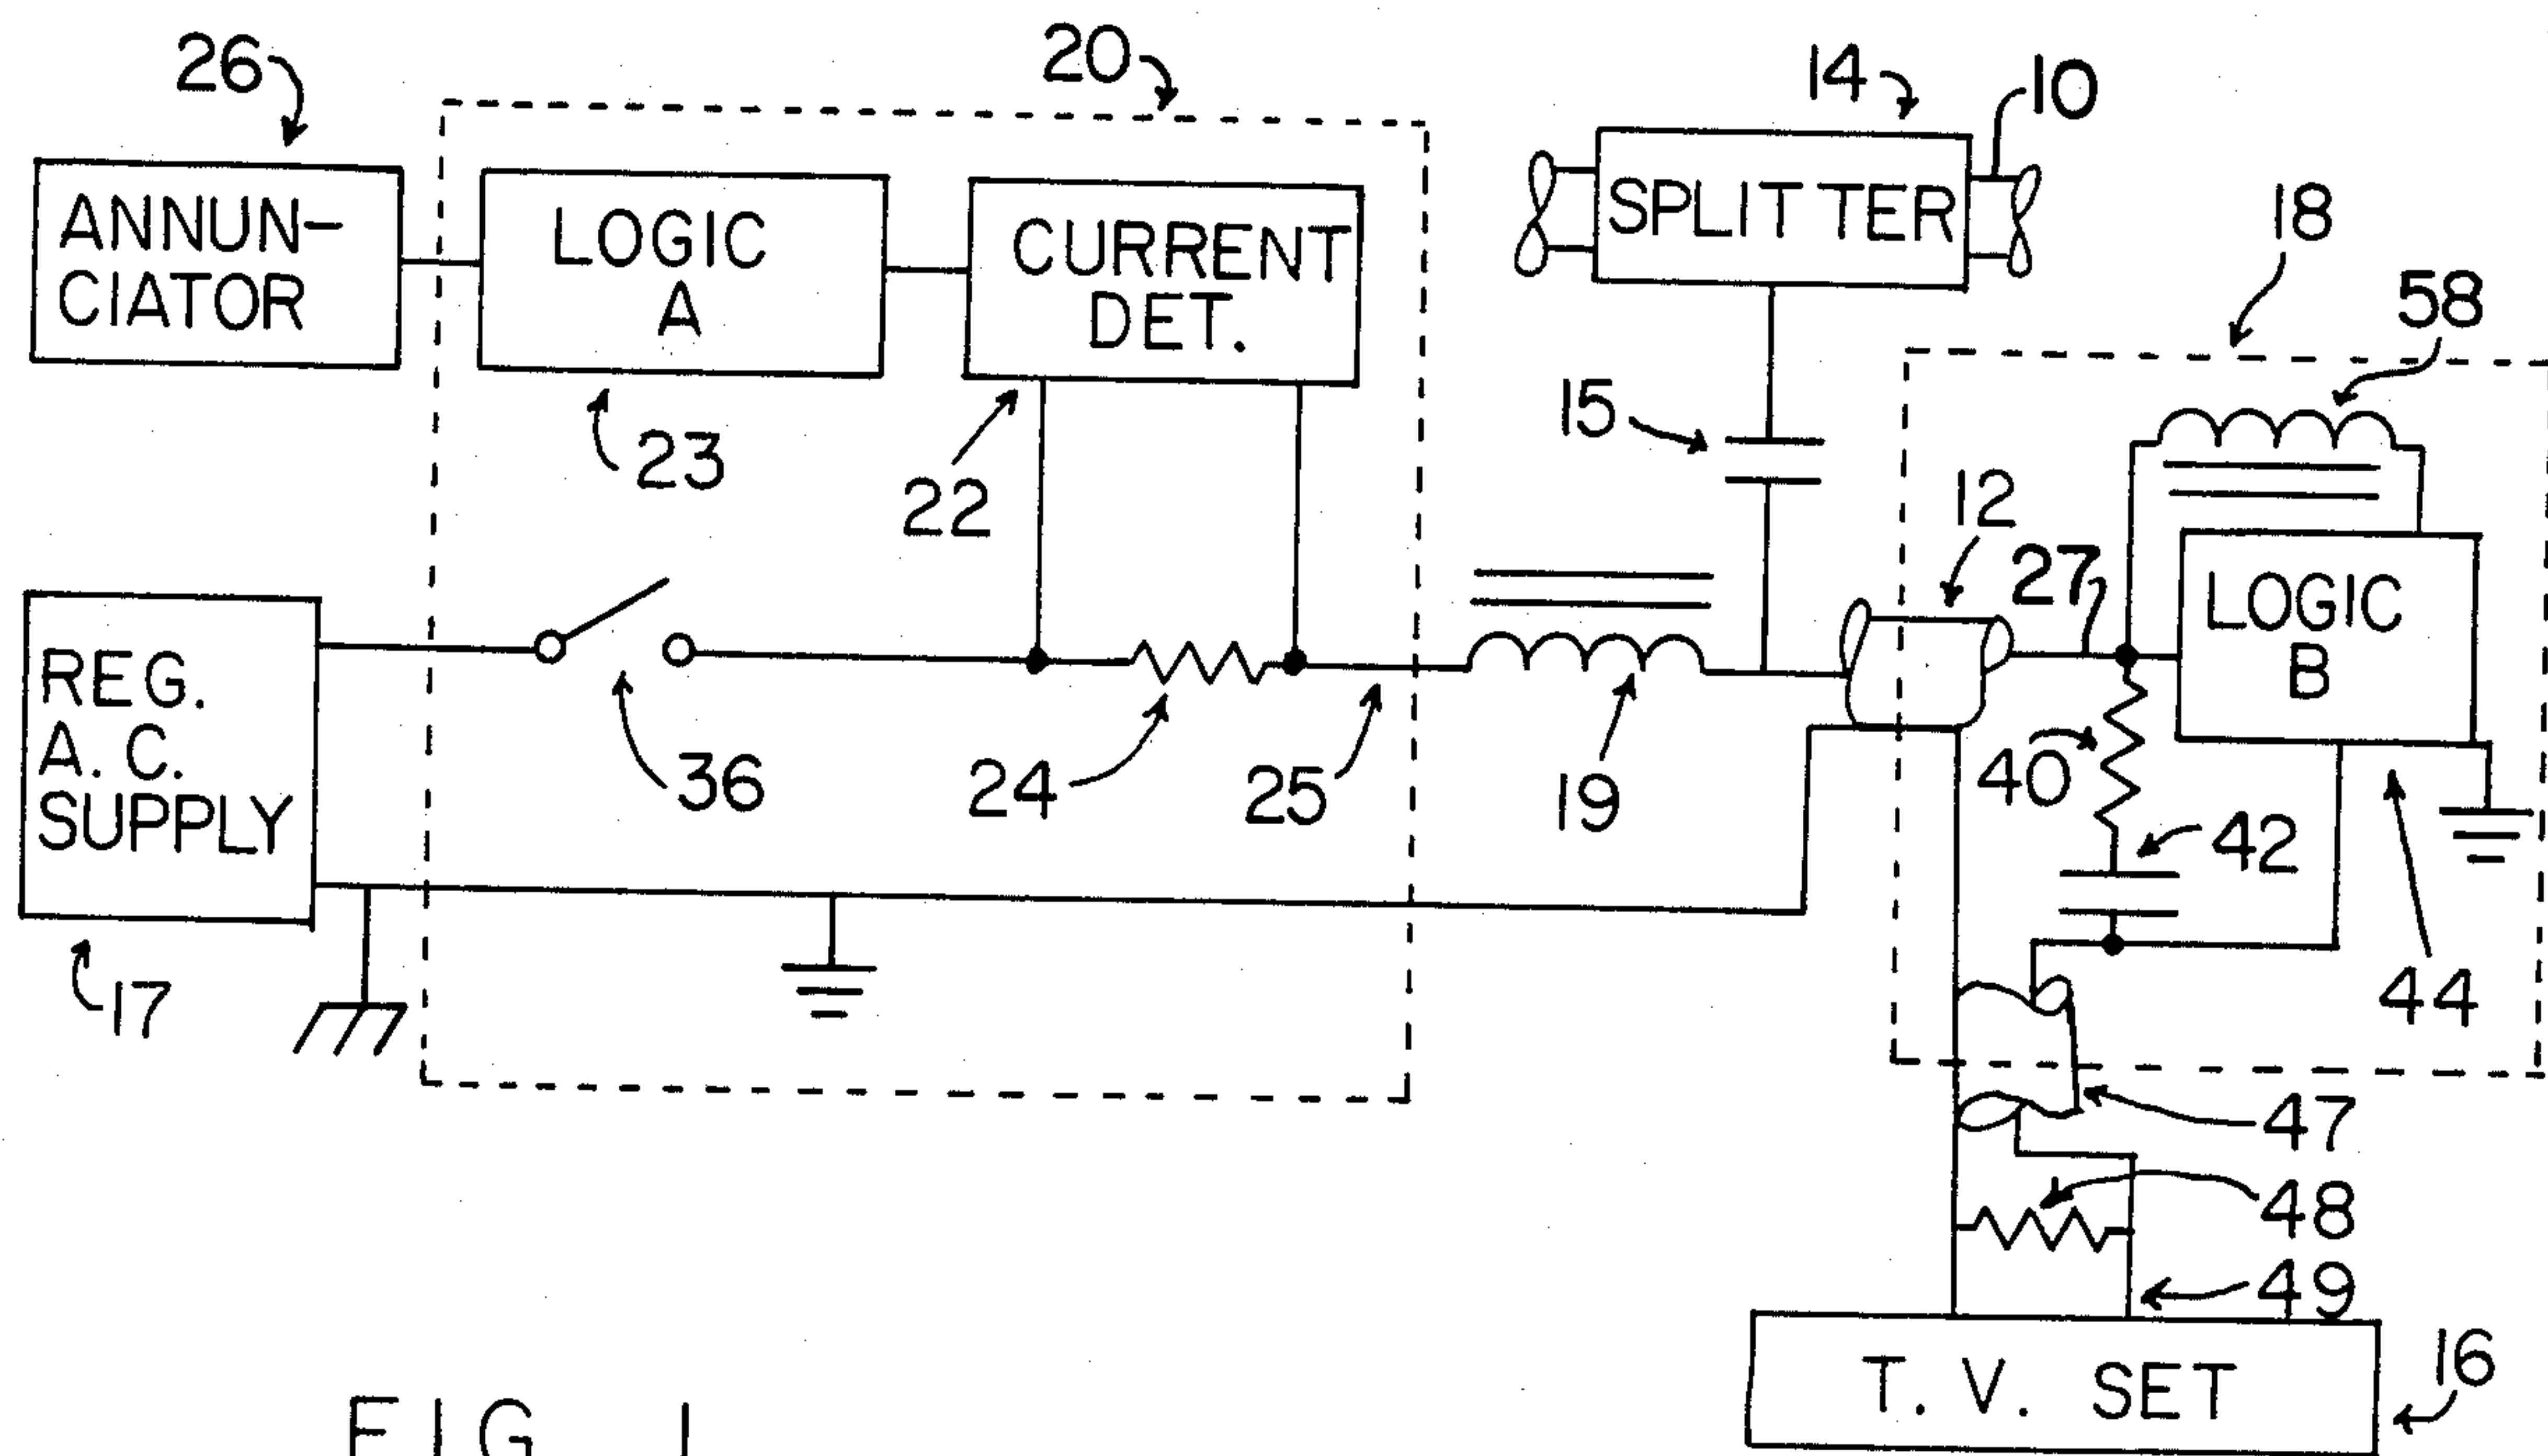 26
20
14
10
ANNUN-
CIATOR
LOGIC
A
CURRENT
DET.
SPLITTER
18
58
15
23
22
12
27
LOGIC
B
REG.
A.C.
SUPPLY
36
24
25
19
40
42
17
44
47
48
49
T. V. SET
16
FIG. 1